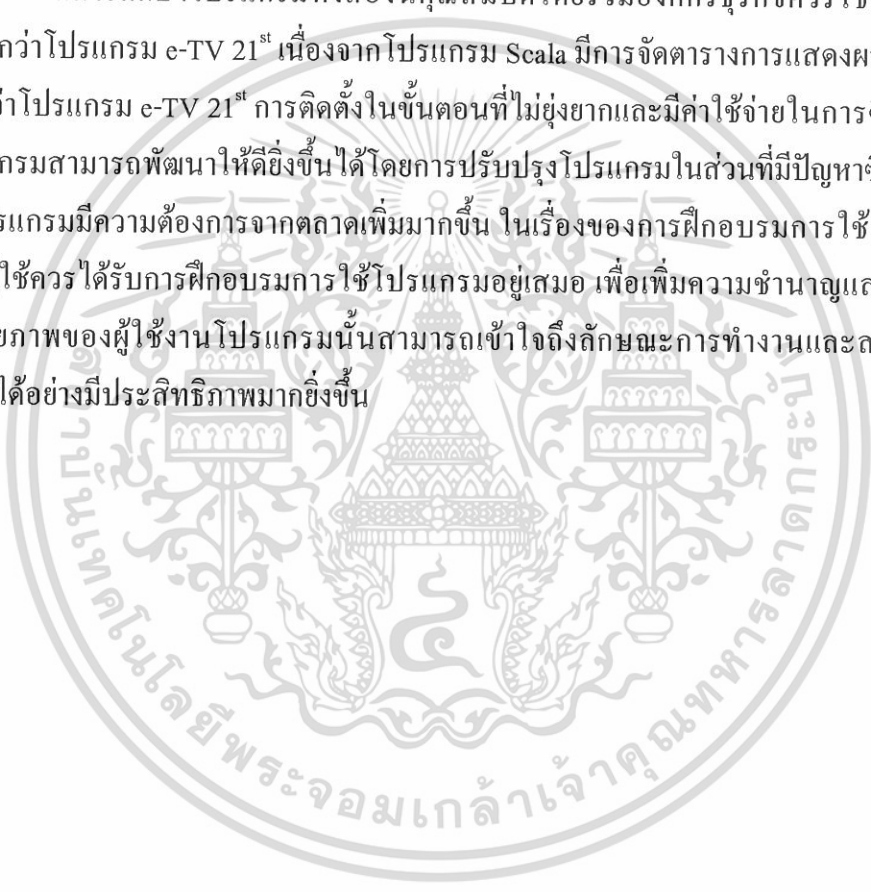 กว่าโปรแกรม e-TV 21st เนื่องจากโปรแกรม Scala มีการจัดตารางการแสดงผ
ว่าโปรแกรม e-TV 21st การติดตั้งในขั้นตอนที่ไม่ยุ่งยากและมีค่าใช้จ่ายในการ
กรมสามารถพัฒนาให้ดียิ่งขึ้นได้โดยการปรับปรุงโปรแกรมในส่วนที่มีปัญหาซ
รแกรมมีความต้องการจากตลาดเพิ่มมากขึ้น ในเรื่องของการฝึกอบรมการใช้
ใช้ควรได้รับการฝึกอบรมการใช้โปรแกรมอยู่เสมอ เพื่อเพิ่มความชำนาญแล
ยภาพของผู้ใช้งานโปรแกรมนั้นสามารถเข้าใจถึงลักษณะการทำงานและล
ได้อย่างมีประสิทธิภาพมากยิ่งขึ้น
สถาบันเทคโนโลยีพระจอมเกล้าเจ้าคุณทหารลาดกระบัง